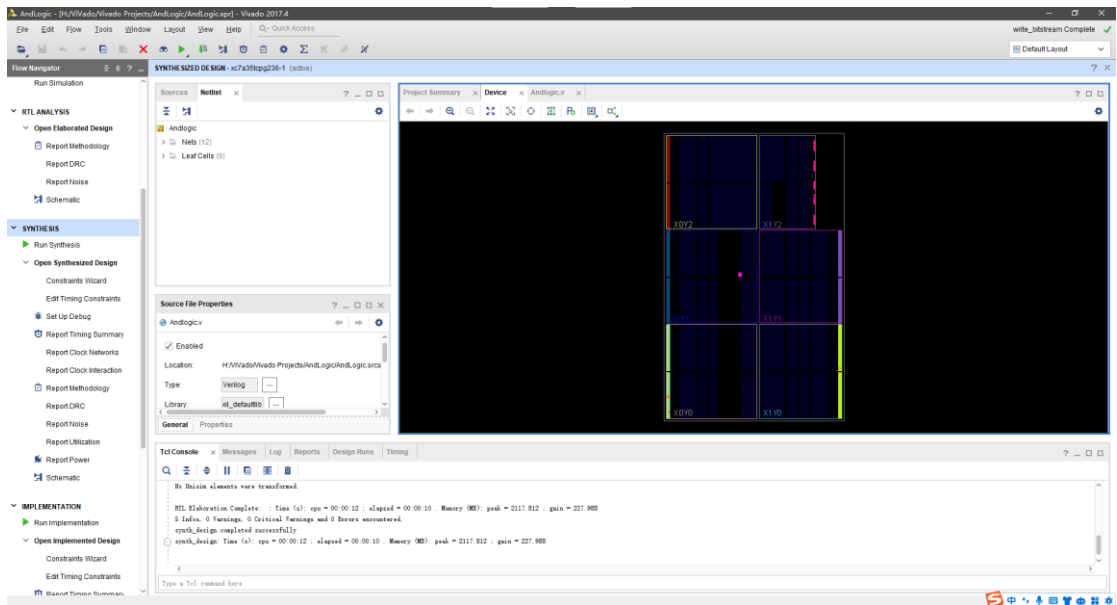 AndLogic - [H:/ViVado/Vivado Projects/AndLogic/AndLogic.xpr] - Vivado 2017.4
File Edit Flow Tools Window Layout View Help Quick Access
write_bitstream Complete
Default Layout
Flow Navigator
SYNTHESIZED DESIGN - xc7a35tcpg236-1 (active)
Run Simulation
RTL ANALYSIS
Open Elaborated Design
Report Methodology
Report DRC
Report Noise
Schematic
SYNTHESIS
Run Synthesis
Open Synthesized Design
Constraints Wizard
Edit Timing Constraints
Set Up Debug
Report Timing Summary
Report Clock Networks
Report Clock Interaction
Report Methodology
Report DRC
Report Noise
Report Utilization
Report Power
Schematic
IMPLEMENTATION
Run Implementation
Open Implemented Design
Constraints Wizard
Edit Timing Constraints
Report Timing Summary
Sources Netlist
Andlogic
Nets (12)
Leaf Cells (9)
Source File Properties
Andlogic.v
Enabled
Location: H:/ViVado/Vivado Projects/AndLogic/AndLogic.srcs
Type: Verilog
Library: xil_defaultlib
General Properties
Project Summary Device Andlogic.v
X0Y2 X1Y2
X0Y1 X1Y1
X0Y0 X1Y0
Tcl Console Messages Log Reports Design Runs Timing
No Unisim elements were transformed.
RTL Elaboration Complete: : Time (s): cpu = 00:00:12 ; elapsed = 00:00:10 . Memory (MB): peak = 2117.812 ; gain = 227.988
5 Infos, 0 Warnings, 0 Critical Warnings and 0 Errors encountered.
synth_design completed successfully
synth_design: Time (s): cpu = 00:00:12 ; elapsed = 00:00:10 . Memory (MB): peak = 2117.812 ; gain = 227.988
Type a Tcl command here
中